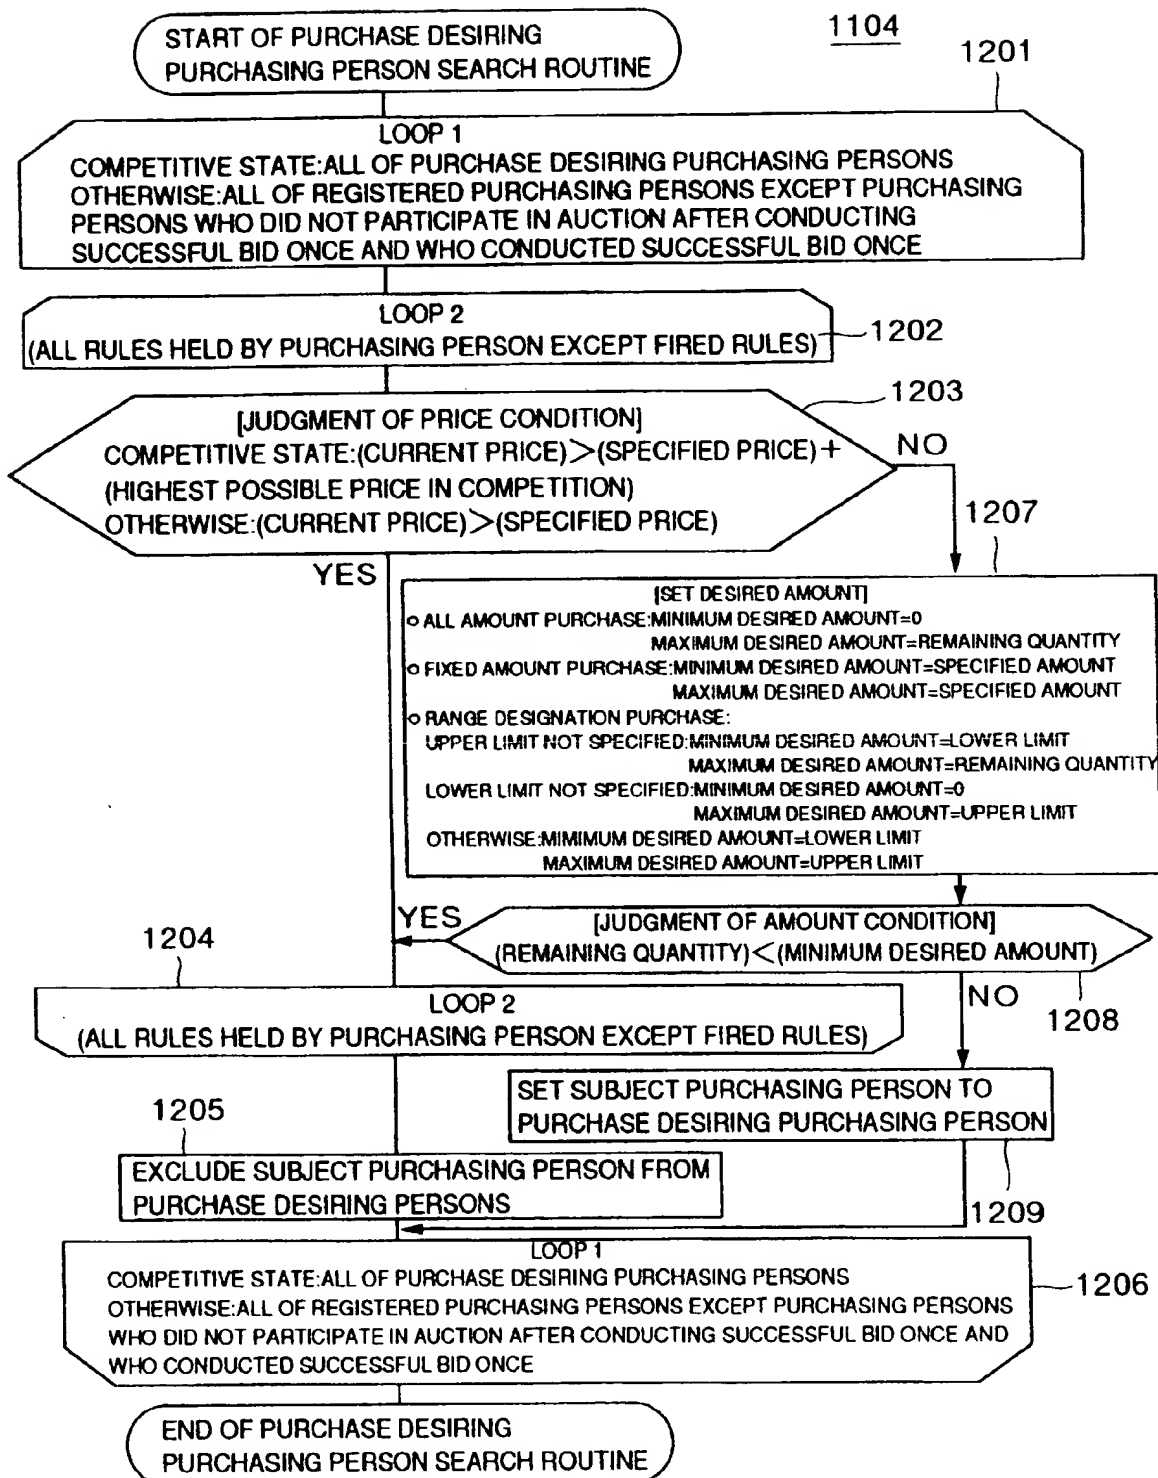 START OF PURCHASE DESIRING
PURCHASING PERSON SEARCH ROUTINE
1104
1201
LOOP 1
COMPETITIVE STATE:ALL OF PURCHASE DESIRING PURCHASING PERSONS
OTHERWISE:ALL OF REGISTERED PURCHASING PERSONS EXCEPT PURCHASING
PERSONS WHO DID NOT PARTICIPATE IN AUCTION AFTER CONDUCTING
SUCCESSFUL BID ONCE AND WHO CONDUCTED SUCCESSFUL BID ONCE
LOOP 2
(ALL RULES HELD BY PURCHASING PERSON EXCEPT FIRED RULES)
1202
1203
[JUDGMENT OF PRICE CONDITION]
COMPETITIVE STATE:(CURRENT PRICE)>(SPECIFIED PRICE)+
(HIGHEST POSSIBLE PRICE IN COMPETITION)
OTHERWISE:(CURRENT PRICE)>(SPECIFIED PRICE)
NO
YES
1207
[SET DESIRED AMOUNT]
○ ALL AMOUNT PURCHASE:MINIMUM DESIRED AMOUNT=0
MAXIMUM DESIRED AMOUNT=REMAINING QUANTITY
○ FIXED AMOUNT PURCHASE:MINIMUM DESIRED AMOUNT=SPECIFIED AMOUNT
MAXIMUM DESIRED AMOUNT=SPECIFIED AMOUNT
○ RANGE DESIGNATION PURCHASE:
UPPER LIMIT NOT SPECIFIED:MINIMUM DESIRED AMOUNT=LOWER LIMIT
MAXIMUM DESIRED AMOUNT=REMAINING QUANTITY
LOWER LIMIT NOT SPECIFIED:MINIMUM DESIRED AMOUNT=0
MAXIMUM DESIRED AMOUNT=UPPER LIMIT
OTHERWISE:MIMIMUM DESIRED AMOUNT=LOWER LIMIT
MAXIMUM DESIRED AMOUNT=UPPER LIMIT
YES
[JUDGMENT OF AMOUNT CONDITION]
(REMAINING QUANTITY)<(MINIMUM DESIRED AMOUNT)
1208
NO
1204
LOOP 2
(ALL RULES HELD BY PURCHASING PERSON EXCEPT FIRED RULES)
SET SUBJECT PURCHASING PERSON TO
PURCHASE DESIRING PURCHASING PERSON
1209
1205
EXCLUDE SUBJECT PURCHASING PERSON FROM
PURCHASE DESIRING PERSONS
LOOP 1
COMPETITIVE STATE:ALL OF PURCHASE DESIRING PURCHASING PERSONS
OTHERWISE:ALL OF REGISTERED PURCHASING PERSONS EXCEPT PURCHASING PERSONS
WHO DID NOT PARTICIPATE IN AUCTION AFTER CONDUCTING SUCCESSFUL BID ONCE AND
WHO CONDUCTED SUCCESSFUL BID ONCE
1206
END OF PURCHASE DESIRING
PURCHASING PERSON SEARCH ROUTINE